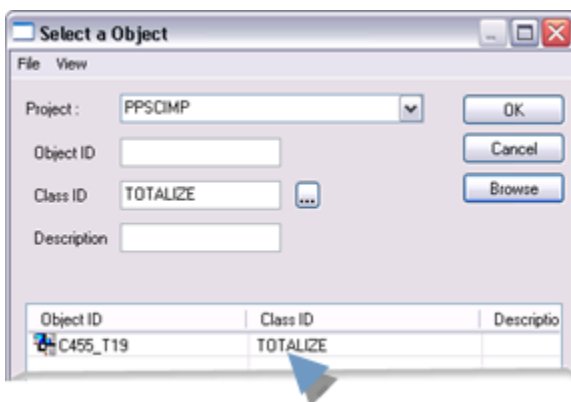 Select a Object
File View
Project : PPSCIMP OK
Object ID Cancel
Class ID TOTALIZE ... Browse
Description
Object ID Class ID Descriptio
C455_T19 TOTALIZE